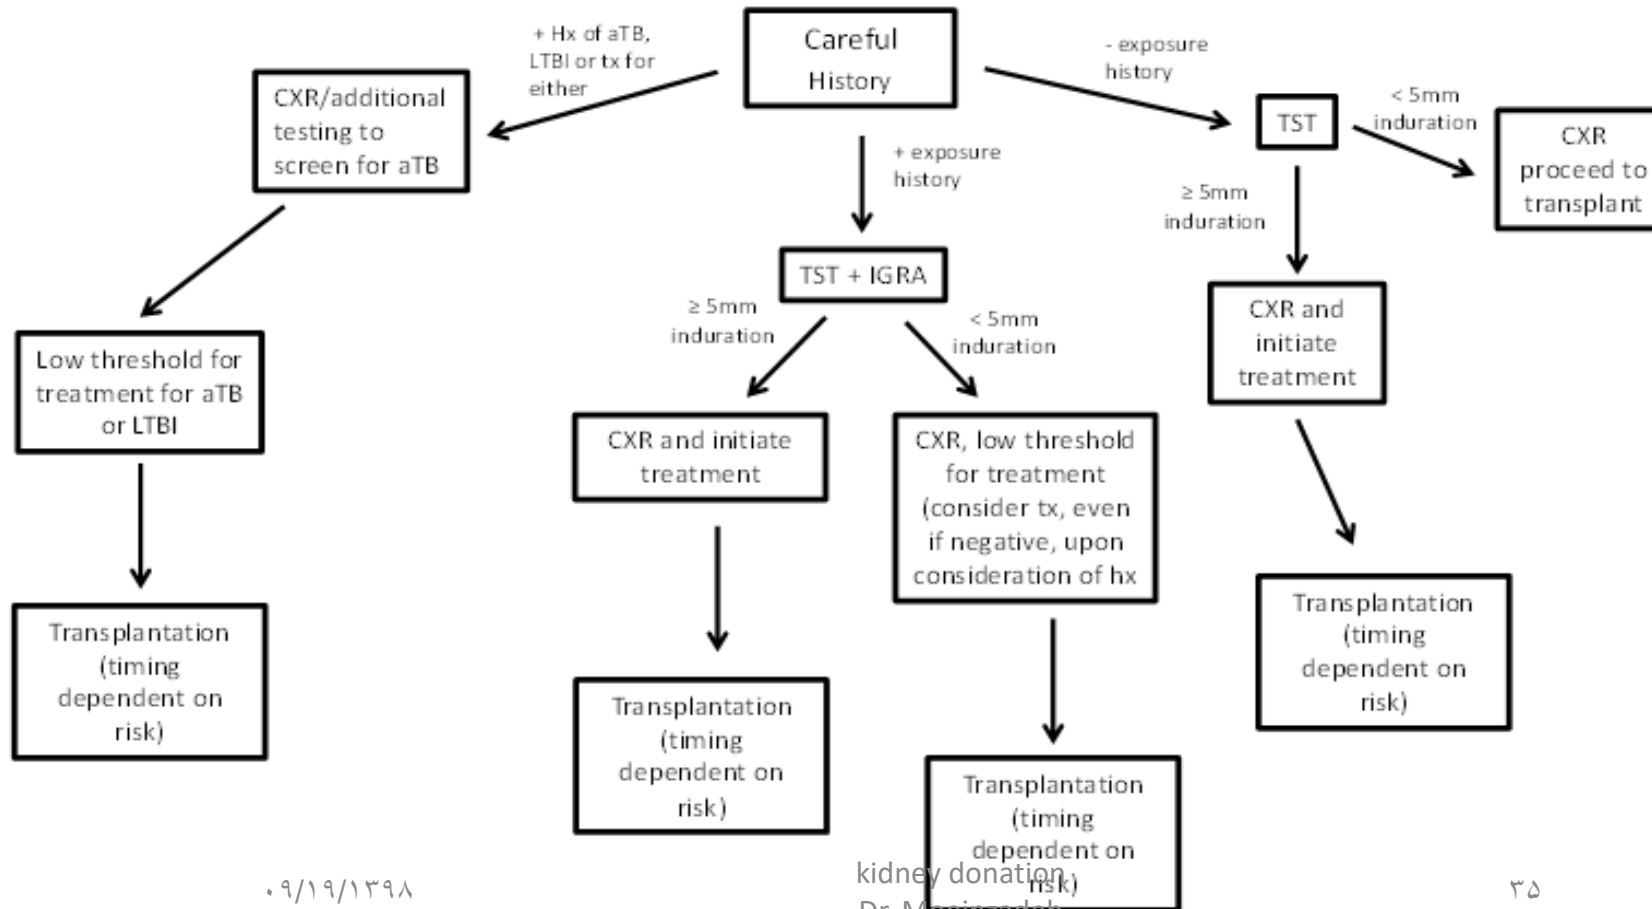 Careful
History
+ Hx of aTB,
LTBI or tx for
either
- exposure
history
CXR/additional
testing to
screen for aTB
TST
< 5mm
induration
CXR
proceed to
transplant
+ exposure
history
≥ 5mm
induration
TST + IGRA
≥ 5mm
induration
< 5mm
induration
CXR and
initiate
treatment
Low threshold for
treatment for aTB
or LTBI
CXR and initiate
treatment
CXR, low threshold
for treatment
(consider tx, even
if negative, upon
consideration of hx
Transplantation
(timing
dependent on
risk)
Transplantation
(timing
dependent on
risk)
Transplantation
(timing
dependent on
risk)
Transplantation
(timing
dependent on
risk)
۰۹/۱۹/۱۳۹۸
kidney donation
Dr.
۳۵